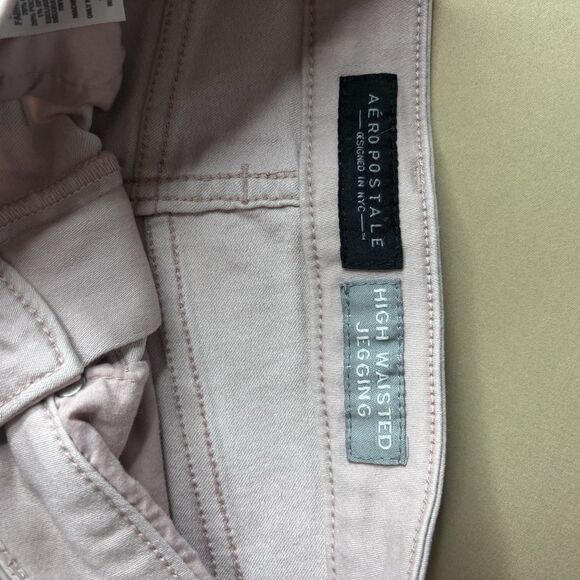 AÉROPOSTALE
DESIGNED IN NYC
HIGH WAISTED
JEGGING